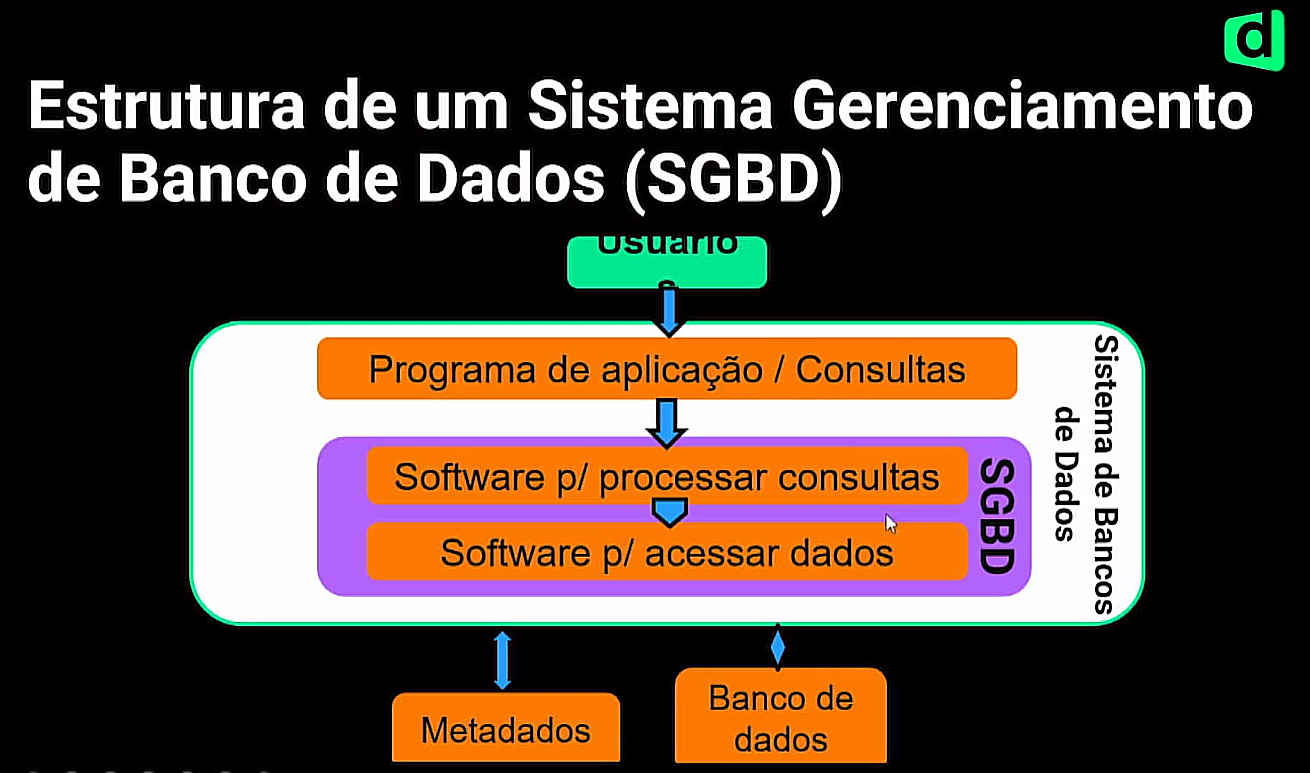 d
Estrutura de um Sistema Gerenciamento
de Banco de Dados (SGBD)
Usuário
s
Programa de aplicação / Consultas
Software p/ processar consultas
Software p/ acessar dados
SGBD
Sistema de Bancos
de Dados
Metadados
Banco de
dados